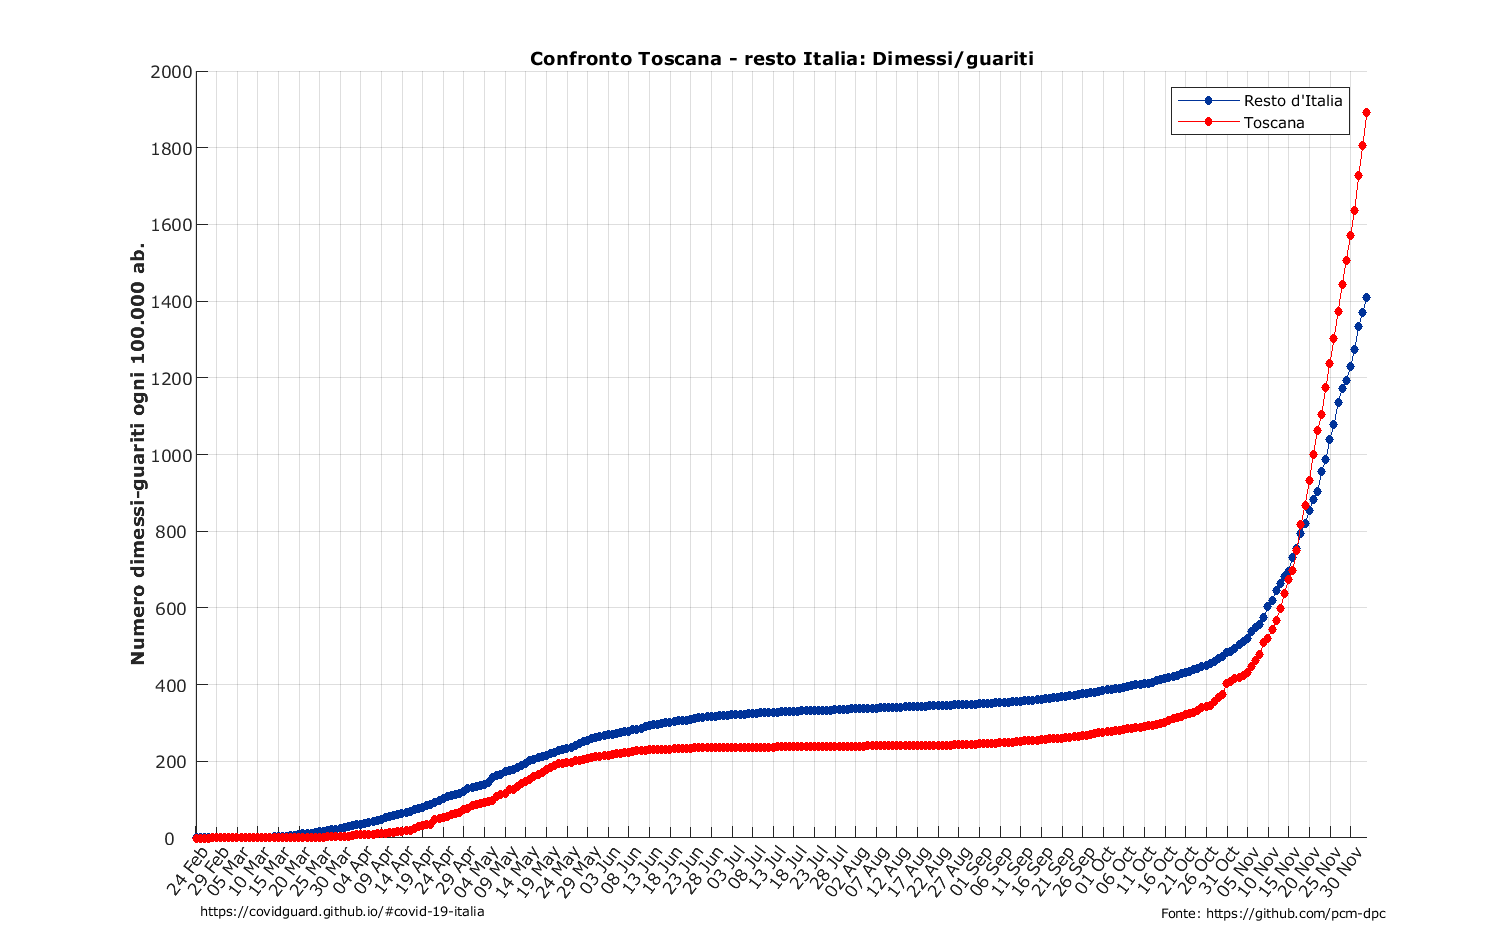 Confronto Toscana - resto Italia: Dimessi/guariti
Resto d'Italia
Toscana
Numero dimessi-guariti ogni 100.000 ab.
2000
1800
1600
1400
1200
1000
800
600
400
200
0
24 Feb
29 Feb
05 Mar
10 Mar
15 Mar
20 Mar
25 Mar
30 Mar
04 Apr
09 Apr
14 Apr
19 Apr
24 Apr
29 Apr
04 May
09 May
14 May
19 May
24 May
29 May
03 Jun
08 Jun
13 Jun
18 Jun
23 Jun
28 Jun
03 Jul
08 Jul
13 Jul
18 Jul
23 Jul
28 Jul
02 Aug
07 Aug
12 Aug
17 Aug
22 Aug
27 Aug
01 Sep
06 Sep
11 Sep
16 Sep
21 Sep
26 Sep
01 Oct
06 Oct
11 Oct
16 Oct
21 Oct
26 Oct
31 Oct
05 Nov
10 Nov
15 Nov
20 Nov
25 Nov
30 Nov
https://covidguard.github.io/#covid-19-italia
Fonte: https://github.com/pcm-dpc